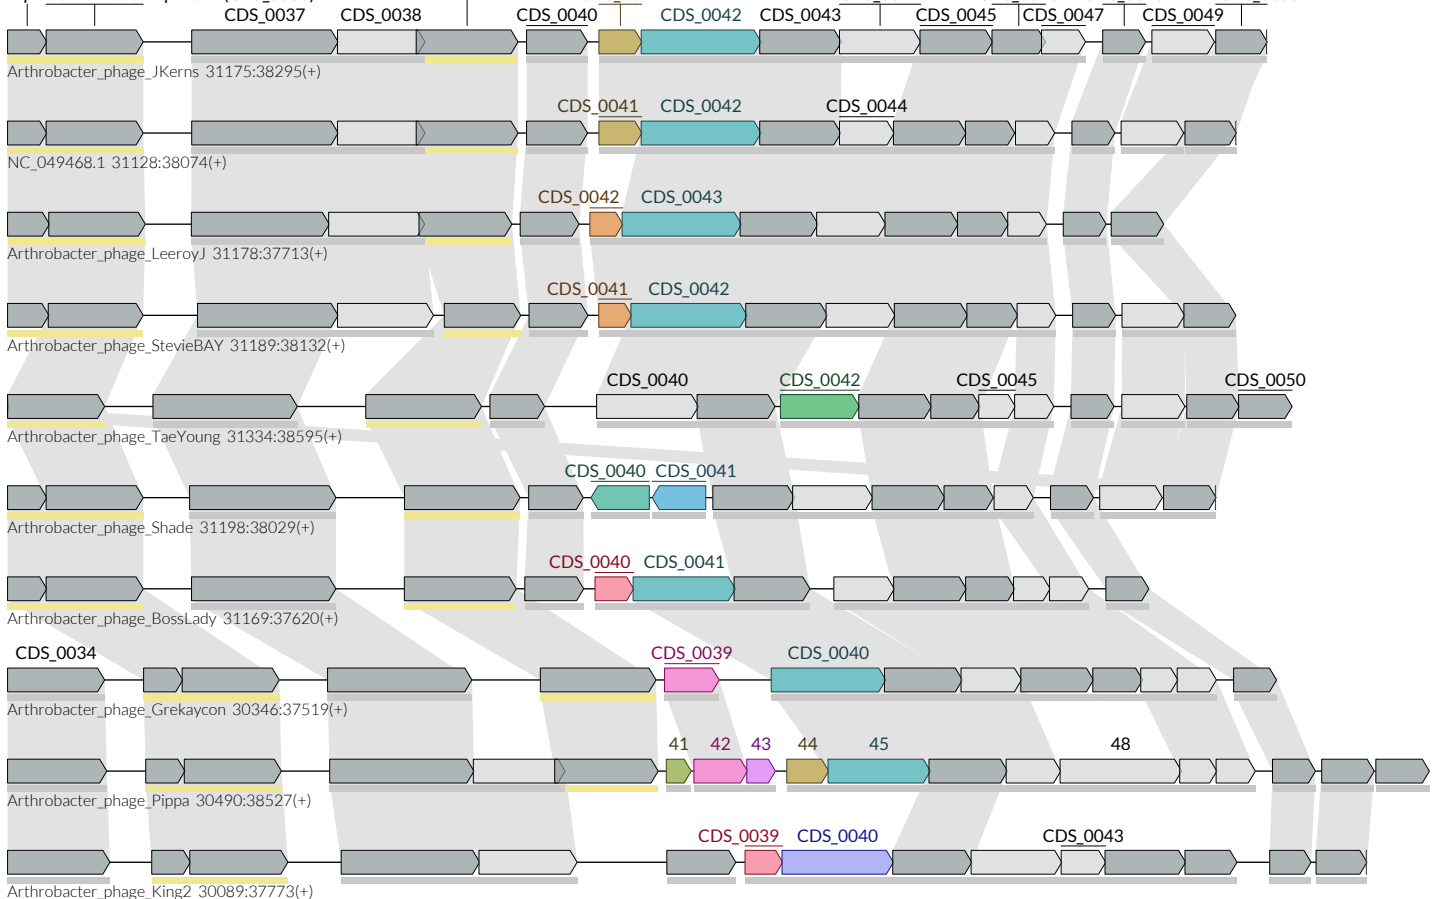 CDS_0037 CDS_0038 CDS_0040 CDS_0042 CDS_0043 CDS_0045 CDS_0047 CDS_0049
Arthrobacter_phage_JKerns 31175:38295(+)
CDS_0041 CDS_0042 CDS_0044
NC_049468.1 31128:38074(+)
CDS_0042 CDS_0043
Arthrobacter_phage_LeeroyJ 31178:37713(+)
CDS_0041 CDS_0042
Arthrobacter_phage_StevieBAY 31189:38132(+)
CDS_0040 CDS_0042 CDS_0045 CDS_0050
Arthrobacter_phage_TaeYoung 31334:38595(+)
CDS_0040 CDS_0041
Arthrobacter_phage_Shade 31198:38029(+)
CDS_0040 CDS_0041
Arthrobacter_phage_BossLady 31169:37620(+)
CDS_0034 CDS_0039 CDS_0040
Arthrobacter_phage_Grekaycon 30346:37519(+)
41 42 43 44 45 48
Arthrobacter_phage_Pippa 30490:38527(+)
CDS_0039 CDS_0040 CDS_0043
Arthrobacter_phage_King2 30089:37773(+)